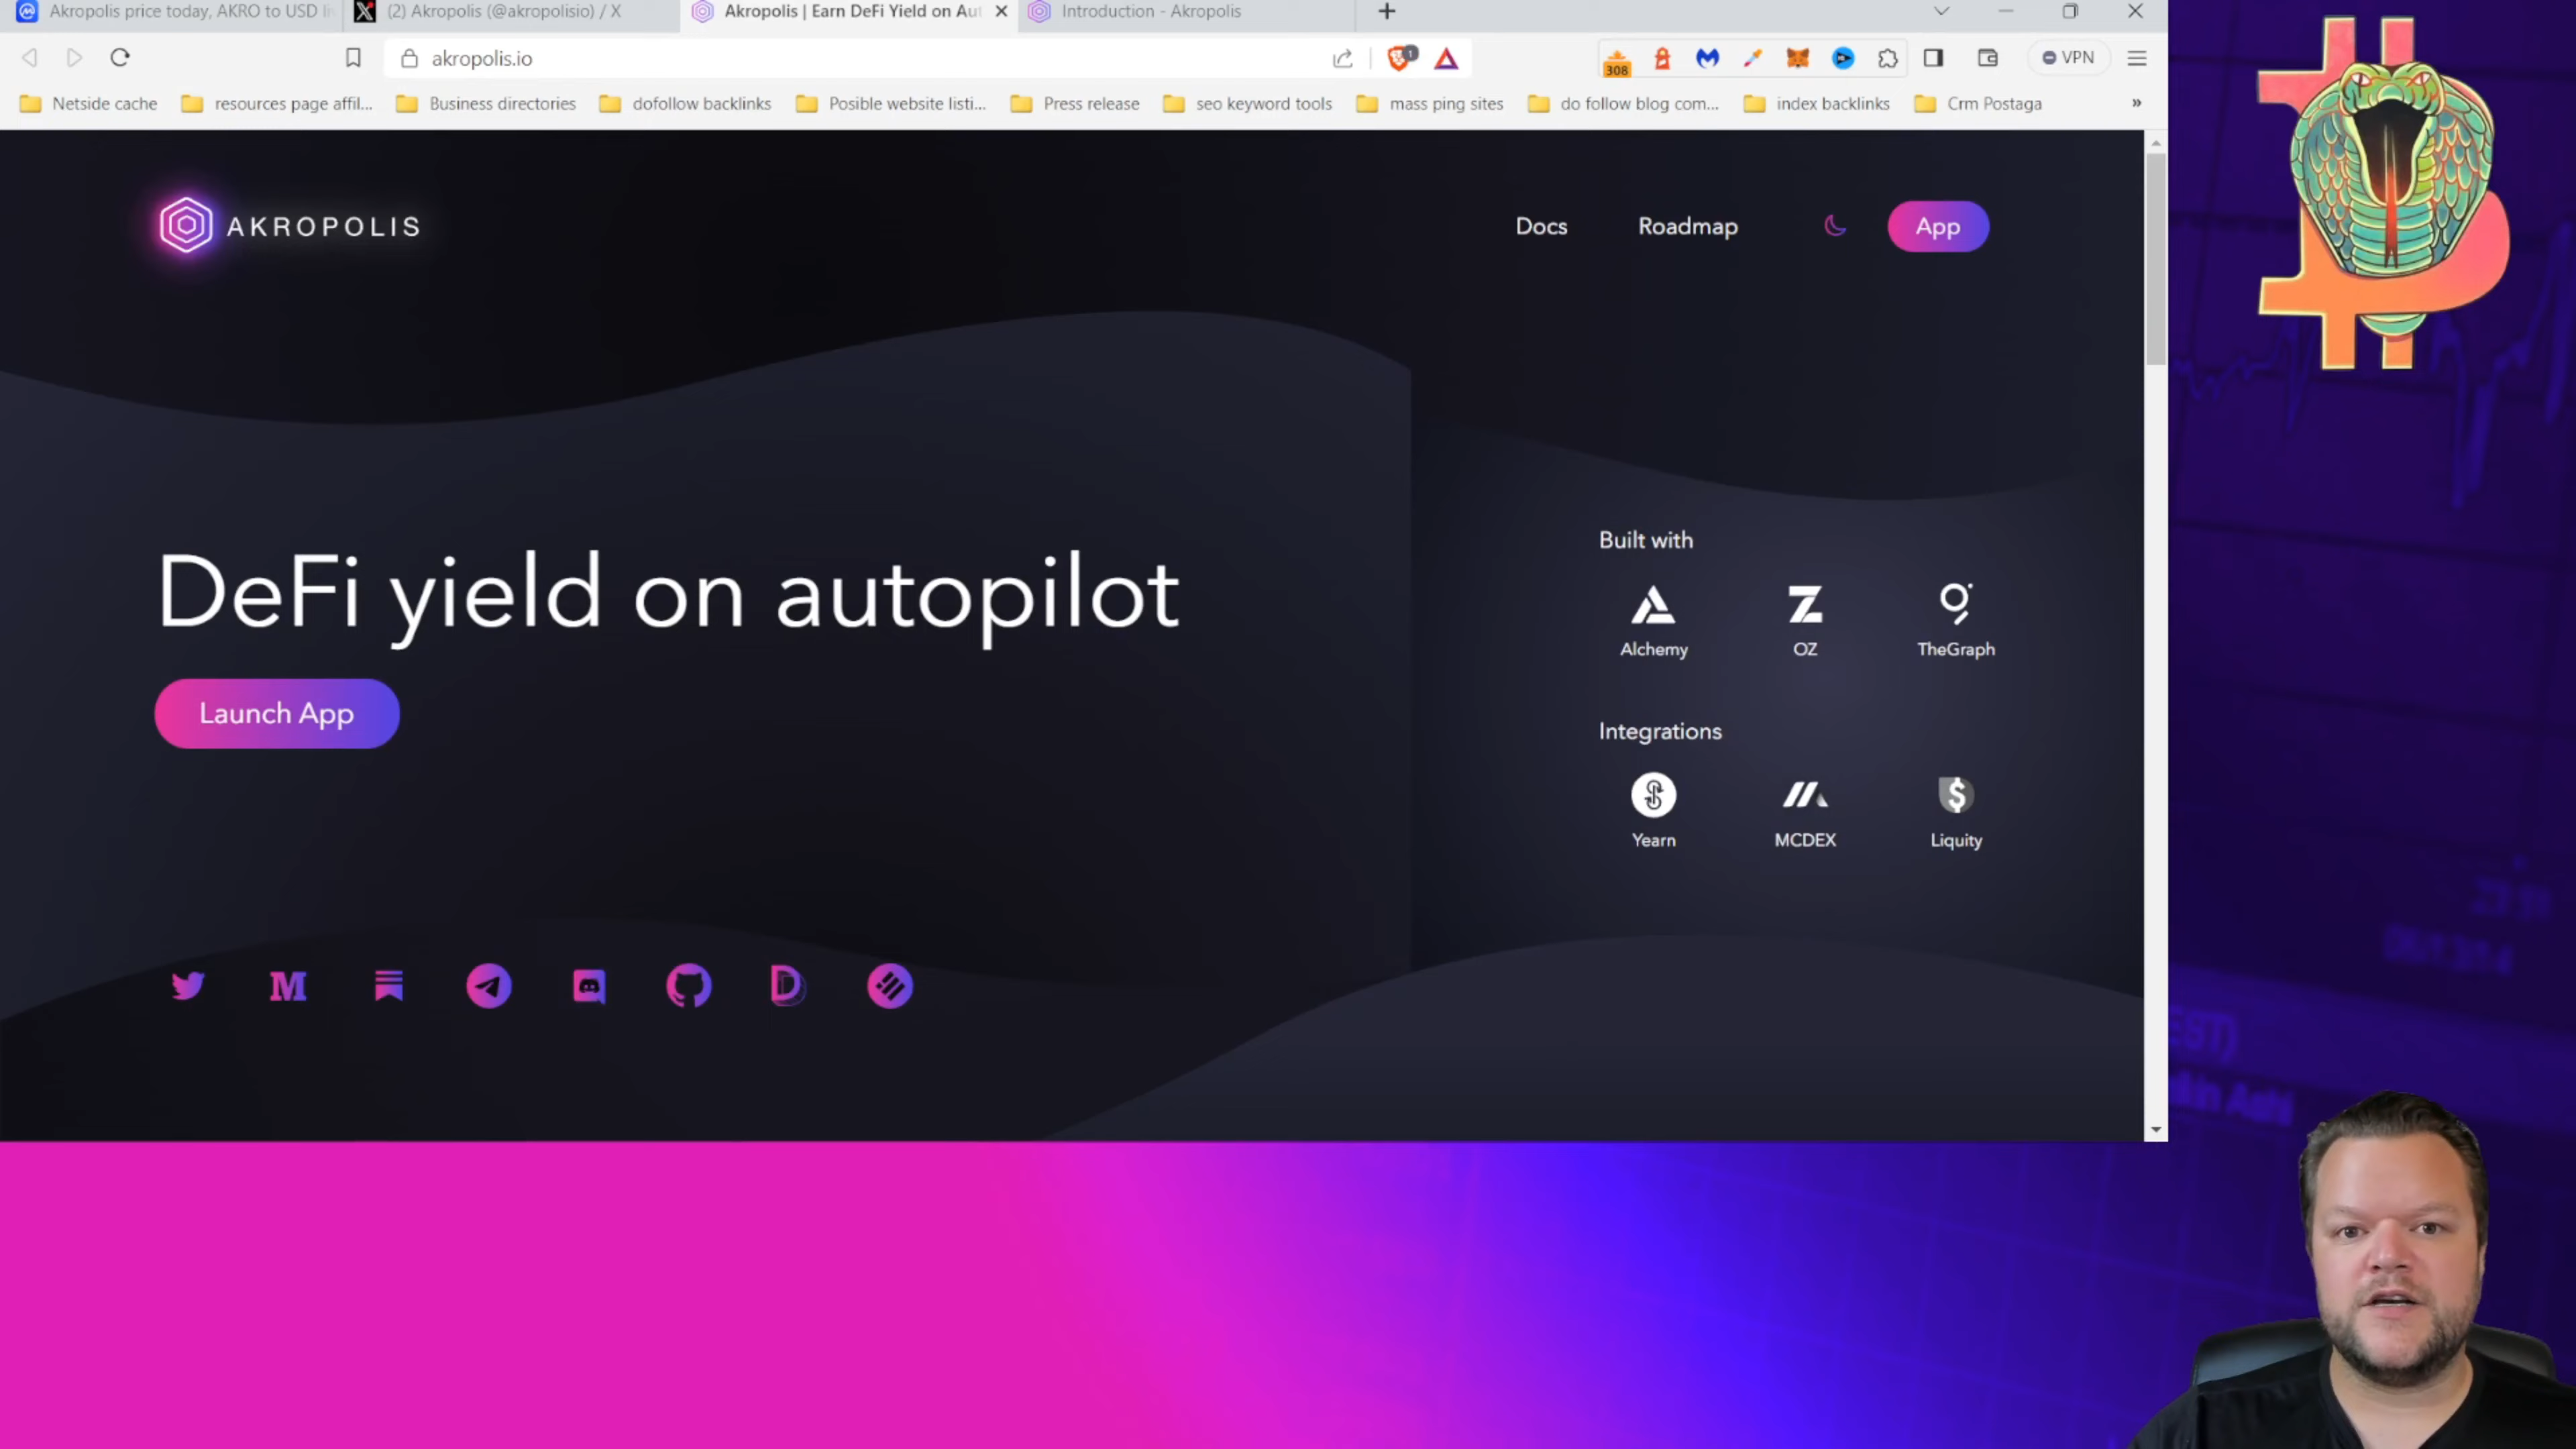 Akropolis price today, AKRO to USD li
(2) Akropolis (@akropolisio) / X
Akropolis | Earn DeFi Yield on Aut
Introduction - Akropolis
akropolis.io
1
308
VPN
Netside cache
resources page affil...
Business directories
dofollow backlinks
Posible website listi...
Press release
seo keyword tools
mass ping sites
do follow blog com...
index backlinks
Crm Postaga
»
AKROPOLIS
Docs
Roadmap
App
DeFi yield on autopilot
Launch App
Built with
Alchemy
OZ
TheGraph
Integrations
Yearn
MCDEX
Liquity